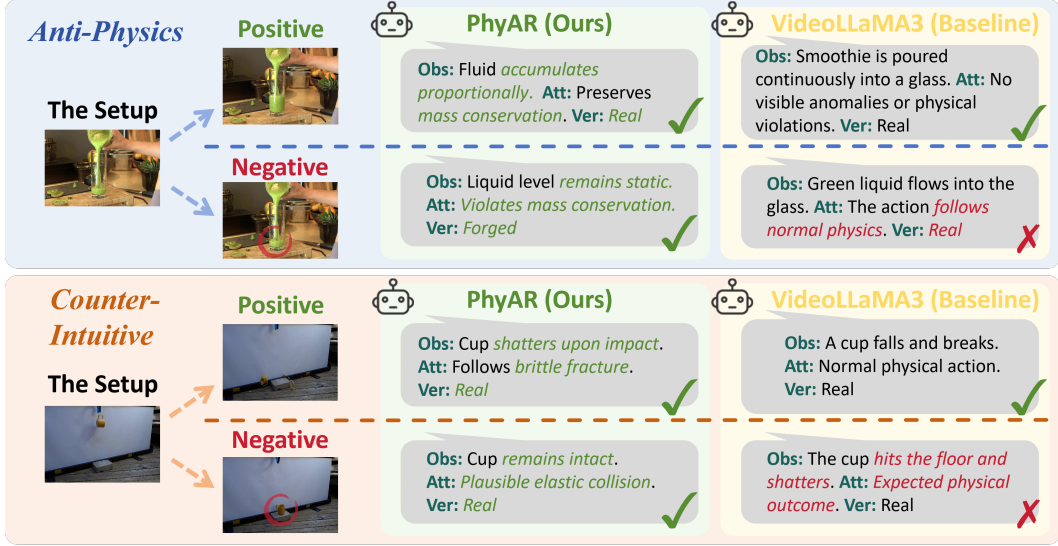 Anti-Physics
Positive
PhyAR (Ours)
VideoLLaMA3 (Baseline)
The Setup
Obs: Fluid accumulates
proportionally. Att: Preserves
mass conservation. Ver: Real
Obs: Smoothie is poured
continuously into a glass. Att: No
visible anomalies or physical
violations. Ver: Real
Negative
Obs: Liquid level remains static.
Att: Violates mass conservation.
Ver: Forged
Obs: Green liquid flows into the
glass. Att: The action follows
normal physics. Ver: Real
Counter-
Intuitive
Positive
PhyAR (Ours)
VideoLLaMA3 (Baseline)
The Setup
Obs: Cup shatters upon impact.
Att: Follows brittle fracture.
Ver: Real
Obs: A cup falls and breaks.
Att: Normal physical action.
Ver: Real
Negative
Obs: Cup remains intact.
Att: Plausible elastic collision.
Ver: Real
Obs: The cup hits the floor and
shatters. Att: Expected physical
outcome. Ver: Real